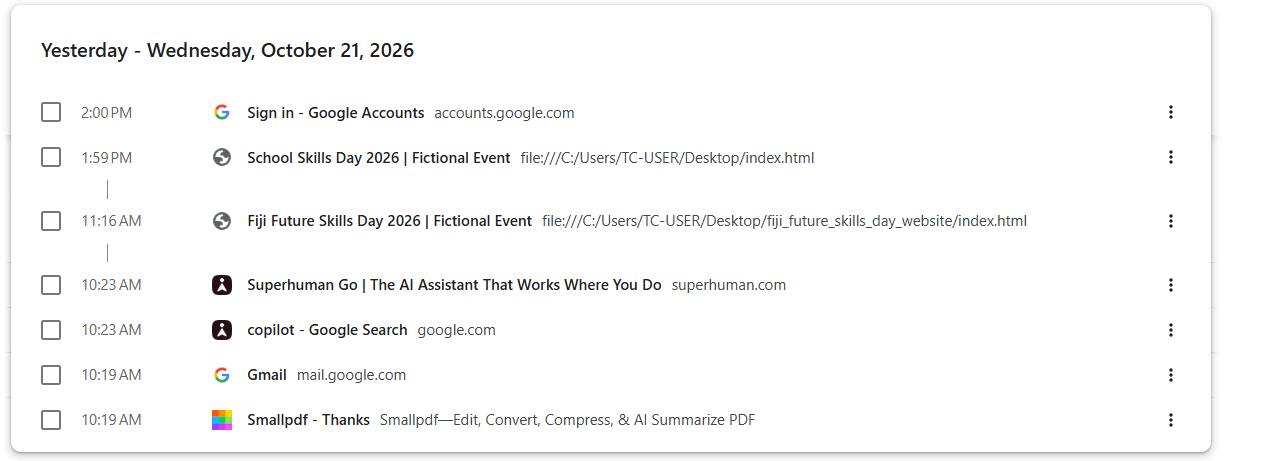 Yesterday - Wednesday, October 21, 2026
2:00 PM Sign in - Google Accounts accounts.google.com
1:59 PM School Skills Day 2026 | Fictional Event file:///C:/Users/TC-USER/Desktop/index.html
11:16 AM Fiji Future Skills Day 2026 | Fictional Event file:///C:/Users/TC-USER/Desktop/fiji_future_skills_day_website/index.html
10:23 AM Superhuman Go | The AI Assistant That Works Where You Do superhuman.com
10:23 AM copilot - Google Search google.com
10:19 AM Gmail mail.google.com
10:19 AM Smallpdf - Thanks Smallpdf—Edit, Convert, Compress, & AI Summarize PDF